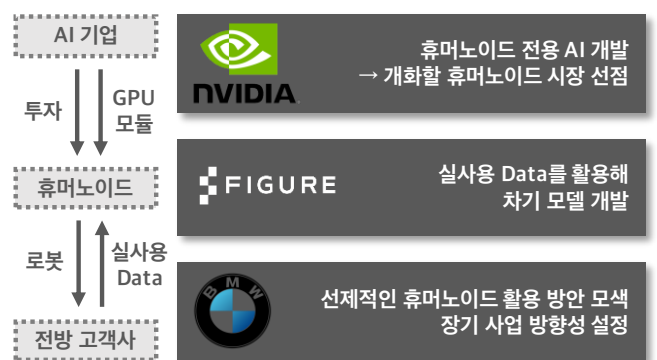 AI 기업
투자
GPU
모듈
휴머노이드
로봇
실사용
Data
전방 고객사
NVIDIA
휴머노이드 전용 AI 개발
→ 개화할 휴머노이드 시장 선점
FIGURE
실사용 Data를 활용해
차기 모델 개발
BMW
선제적인 휴머노이드 활용 방안 모색
장기 사업 방향성 설정